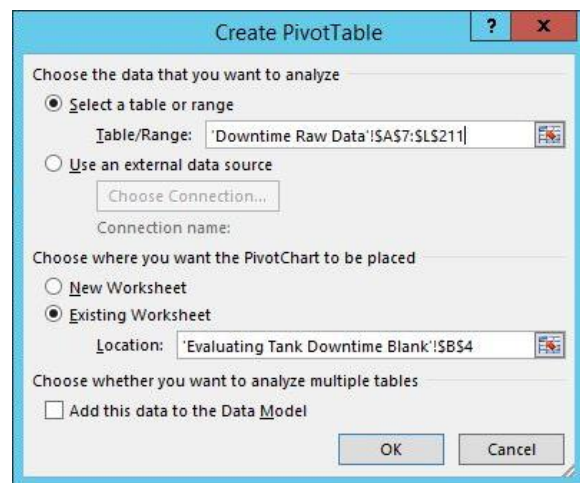 Create PivotTable
? x
Choose the data that you want to analyze
Select a table or range
Table/Range: 'Downtime Raw Data'!$A$7:$L$211
Use an external data source
Choose Connection...
Connection name:
Choose where you want the PivotChart to be placed
New Worksheet
Existing Worksheet
Location: 'Evaluating Tank Downtime Blank'!$B$4
Choose whether you want to analyze multiple tables
Add this data to the Data Model
OK Cancel